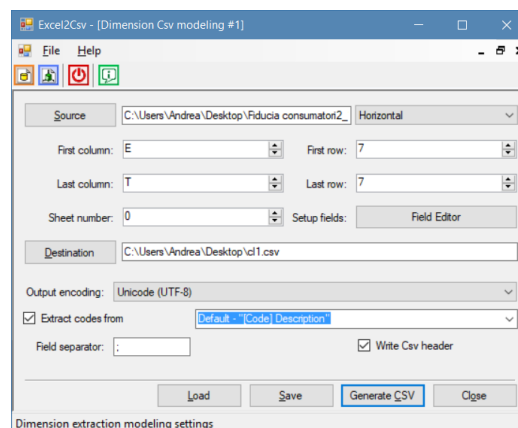 Excel2Csv - [Dimension Csv modeling #1]
File Help
Source C:\Users\Andrea\Desktop\Fiducia consumatori2_ Horizontal
First column: E First row: 7
Last column: T Last row: 7
Sheet number: 0 Setup fields: Field Editor
Destination C:\Users\Andrea\Desktop\cl1.csv
Output encoding: Unicode (UTF-8)
Extract codes from Default - "[Code] Description"
Field separator: ; Write Csv header
Load Save Generate CSV Close
Dimension extraction modeling settings